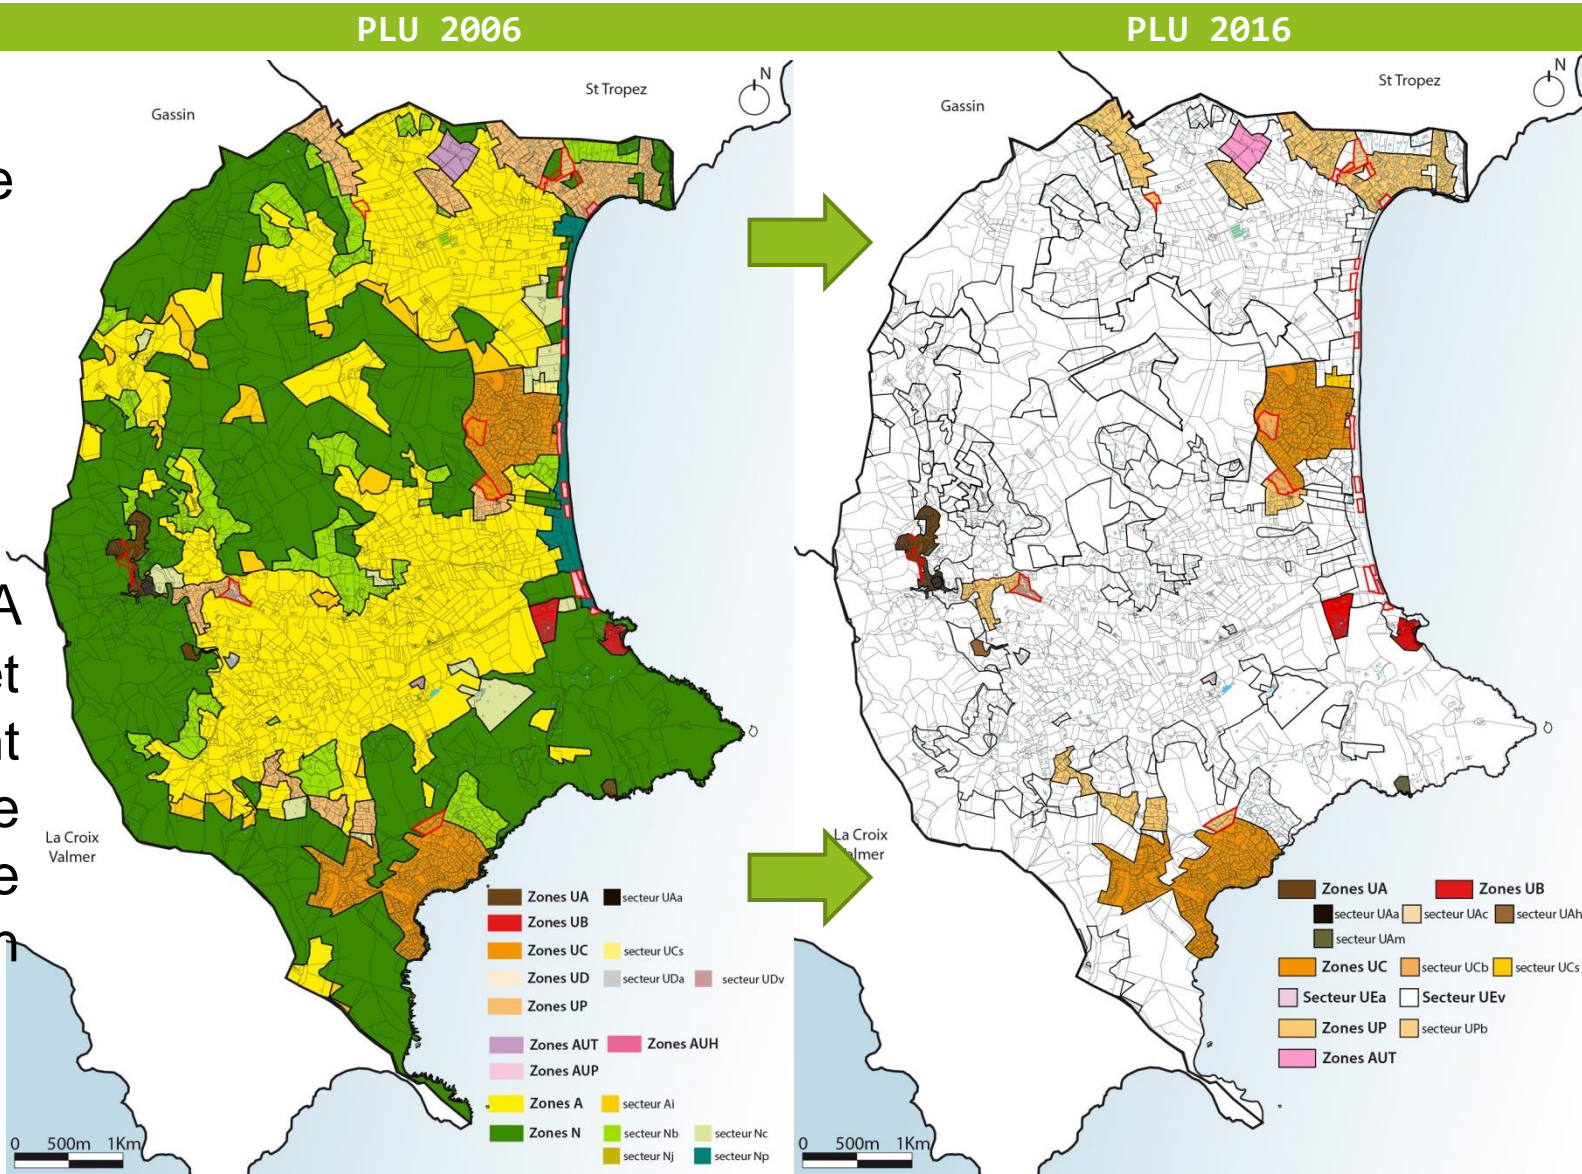 PLU 2006
PLU 2016
St Tropez
N
Gassin
St Tropez
N
Gassin
e
A
et
nt
e
e
n
La Croix
Valmer
Zones UA
secteur UAa
Zones UB
Zones UC
secteur UCs
Zones UD
secteur UDa
secteur UDv
Zones UP
Zones AUT
Zones AUH
Zones AUP
Zones A
secteur Ai
Zones N
secteur Nb
secteur Nc
secteur Nj
secteur Np
0 500m 1Km
La Croix
almer
Zones UA
Zones UB
secteur UAa
secteur UAc
secteur UAh
secteur UAm
Zones UC
secteur UCb
secteur UCs
Secteur UEa
Secteur UEv
Zones UP
secteur UPb
Zones AUT
0 500m 1Km